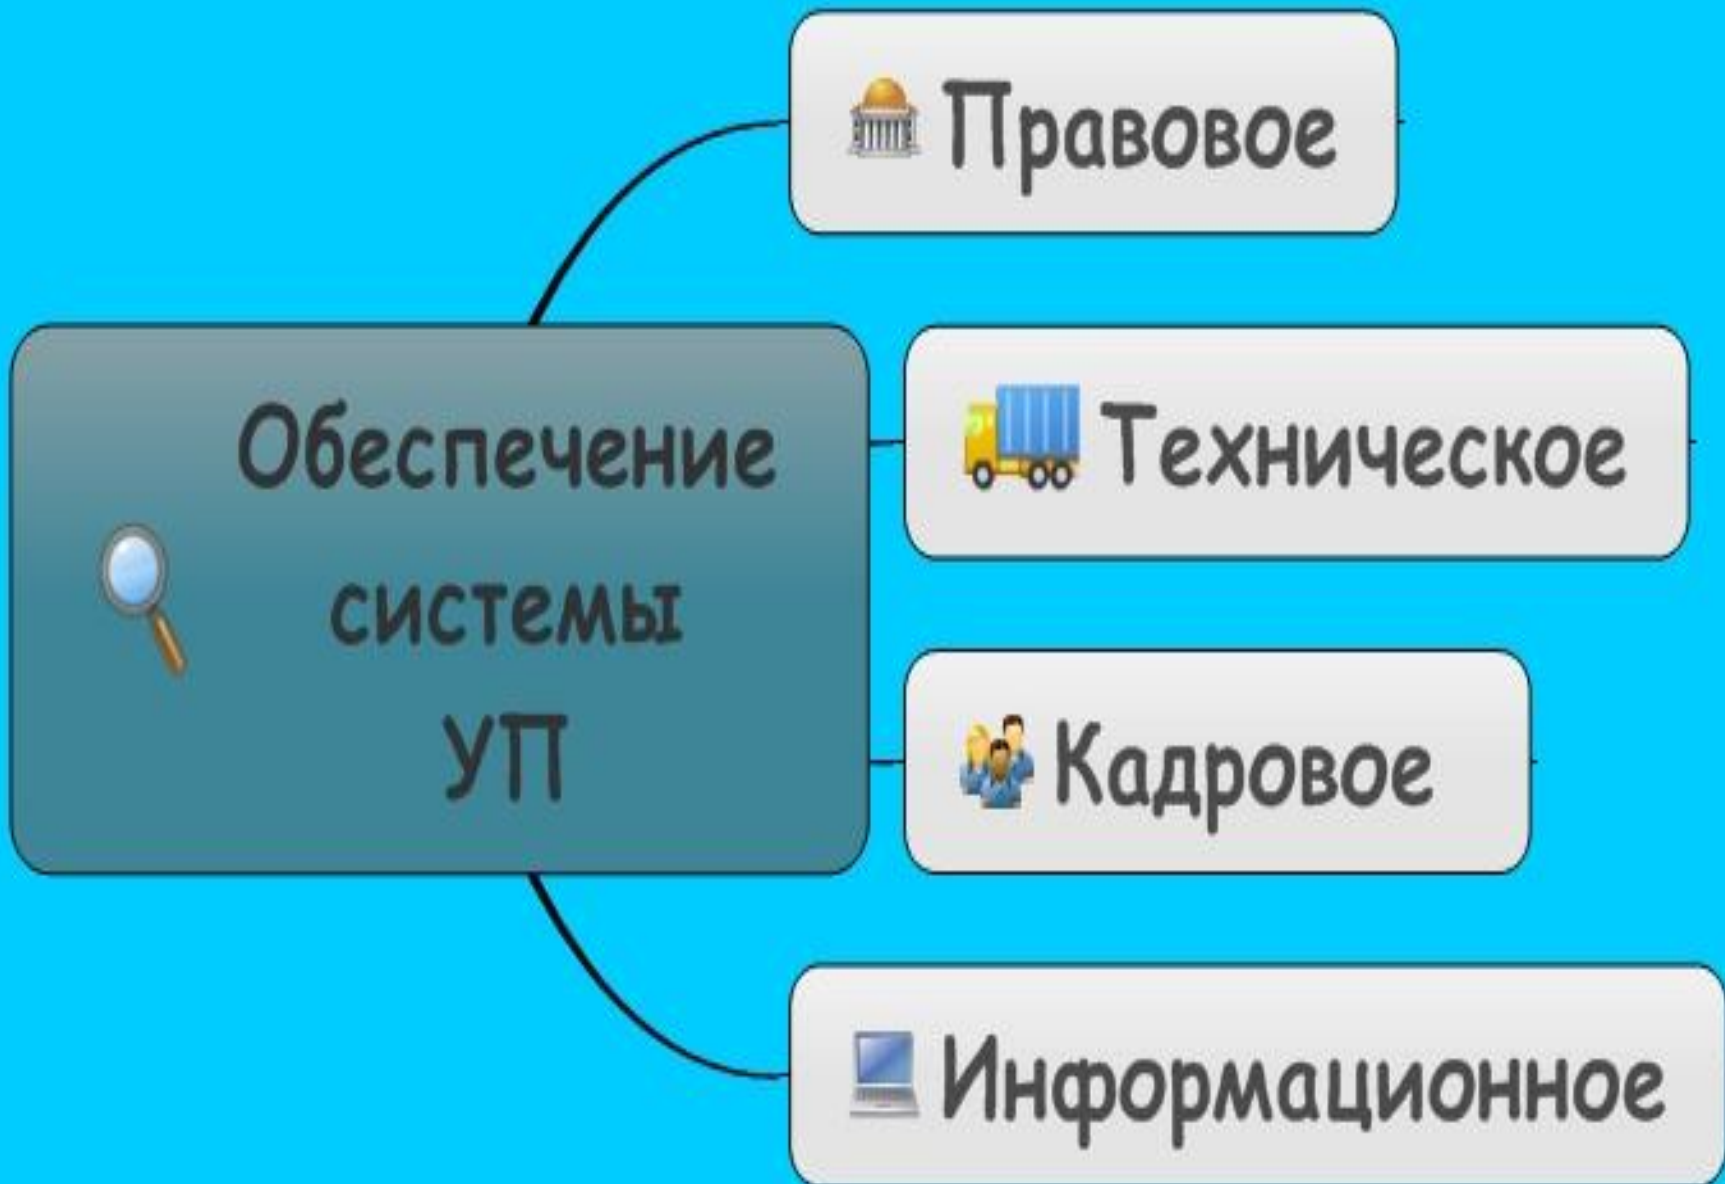 Обеспечение
системы
УП
Правовое
Техническое
Кадровое
Информационное